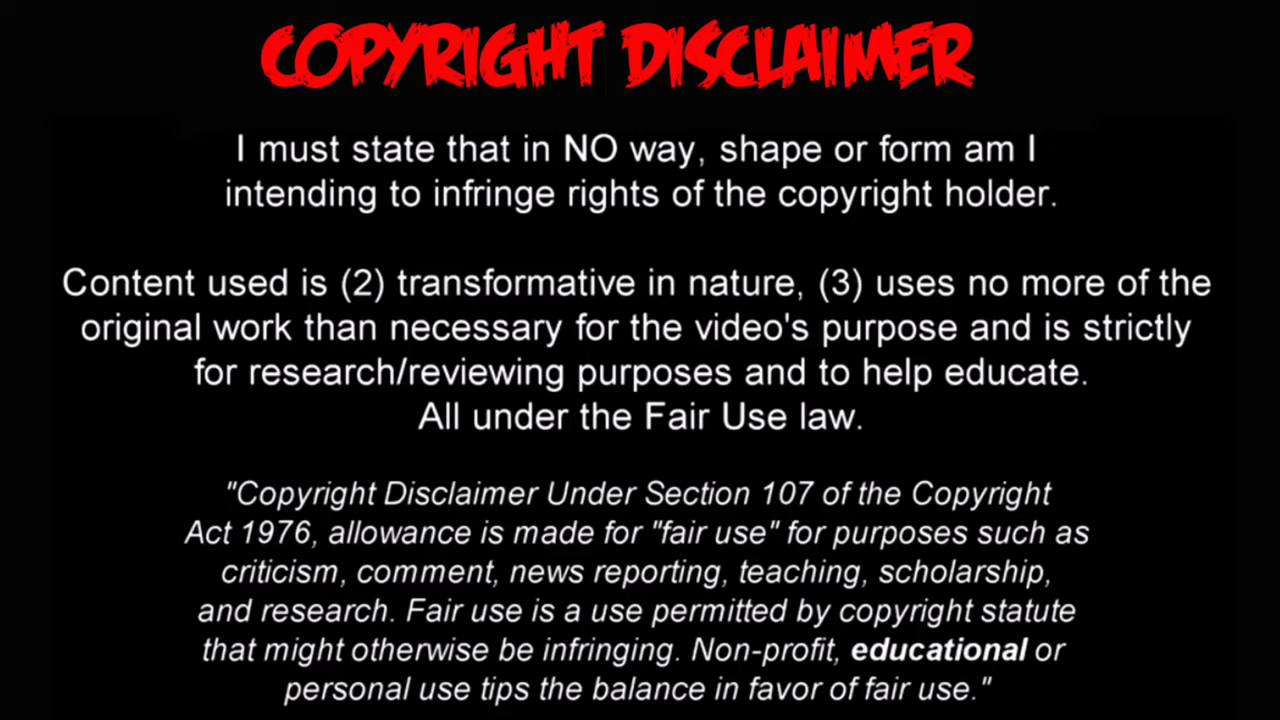 COPYRIGHT DISCLAIMER
I must state that in NO way, shape or form am I
intending to infringe rights of the copyright holder.
Content used is (2) transformative in nature, (3) uses no more of the
original work than necessary for the video's purpose and is strictly
for research/reviewing purposes and to help educate.
All under the Fair Use law.
"Copyright Disclaimer Under Section 107 of the Copyright
Act 1976, allowance is made for "fair use" for purposes such as
criticism, comment, news reporting, teaching, scholarship,
and research. Fair use is a use permitted by copyright statute
that might otherwise be infringing. Non-profit, educational or
personal use tips the balance in favor of fair use."